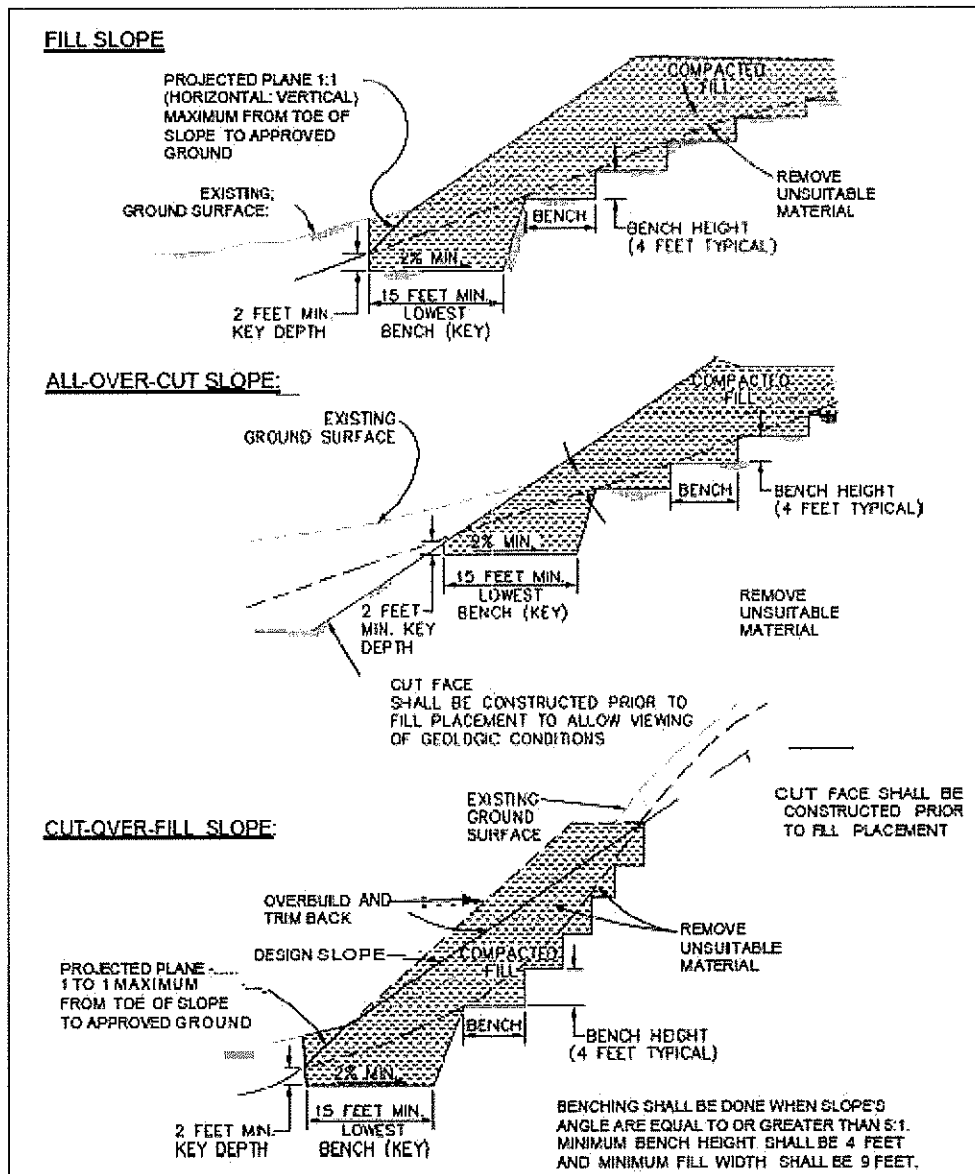 FILL SLOPE
PROJECTED PLANE 1:1
(HORIZONTAL: VERTICAL)
MAXIMUM FROM TOE OF
SLOPE TO APPROVED
GROUND
EXISTING;
GROUND SURFACE:
COMPACTED
FILL
REMOVE
UNSUITABLE
MATERIAL
BENCH
BENCH HEIGHT
(4 FEET TYPICAL)
2% MIN.
2 FEET MIN.
KEY DEPTH
15 FEET MIN.
LOWEST
BENCH (KEY)
ALL-OVER-CUT SLOPE:
EXISTING
GROUND SURFACE
COMPACTED
FILL
BENCH
BENCH HEIGHT
(4 FEET TYPICAL)
2% MIN.
15 FEET MIN.
LOWEST
BENCH (KEY)
2 FEET
MIN. KEY
DEPTH
REMOVE
UNSUITABLE
MATERIAL
CUT FACE
SHALL BE CONSTRUCTED PRIOR TO
FILL PLACEMENT TO ALLOW VIEWING
OF GEOLOGIC CONDITIONS
CUT-OVER-FILL SLOPE:
EXISTING
GROUND
SURFACE
CUT FACE SHALL BE
CONSTRUCTED PRIOR
TO FILL PLACEMENT
OVERBUILD AND
TRIM BACK
DESIGN SLOPE
COMPACTED
FILL
REMOVE
UNSUITABLE
MATERIAL
PROJECTED PLANE
1 TO 1 MAXIMUM
FROM TOE OF SLOPE
TO APPROVED GROUND
BENCH
BENCH HEIGHT
(4 FEET TYPICAL)
2% MIN.
2 FEET MIN.
KEY DEPTH
15 FEET MIN.
LOWEST
BENCH (KEY)
BENCHING SHALL BE DONE WHEN SLOPE'S
ANGLE ARE EQUAL TO OR GREATER THAN 5:1.
MINIMUM BENCH HEIGHT SHALL BE 4 FEET
AND MINIMUM FILL WIDTH SHALL BE 9 FEET.